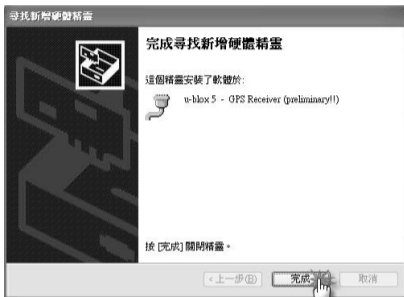 尋找新增硬體精靈
完成尋找新增硬體精靈
這個精靈安裝了軟體於:
u-blox 5 - GPS Receiver (preliminary!!)
按 [完成] 關閉精靈。
<上一步(B) 完成 取消